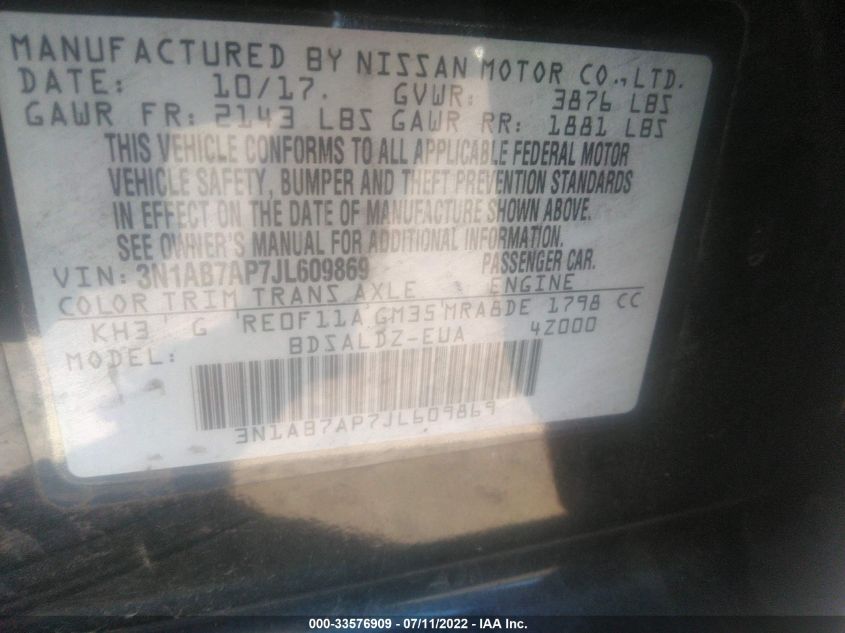 MANUFACTURED BY NISSAN MOTOR CO., LTD.
DATE: 10/17. GVWR: 3876 LBS
GAWR FR: 2143 LBS GAWR RR: 1881 LBS
THIS VEHICLE CONFORMS TO ALL APPLICABLE FEDERAL MOTOR
VEHICLE SAFETY, BUMPER AND THEFT PREVENTION STANDARDS
IN EFFECT ON THE DATE OF MANUFACTURE SHOWN ABOVE.
SEE OWNER'S MANUAL FOR ADDITIONAL INFORMATION.
VIN: 3N1AB7AP7JL609869 PASSENGER CAR.
COLOR TRIM TRANS AXLE ENGINE
KH3 G RE0F11A GM35 MRA8DE 1798 CC
MODEL: BDSALDZ-EUA 4Z000
3N1AB7AP7JL609869
000-33576909 - 07/11/2022 - IAA Inc.